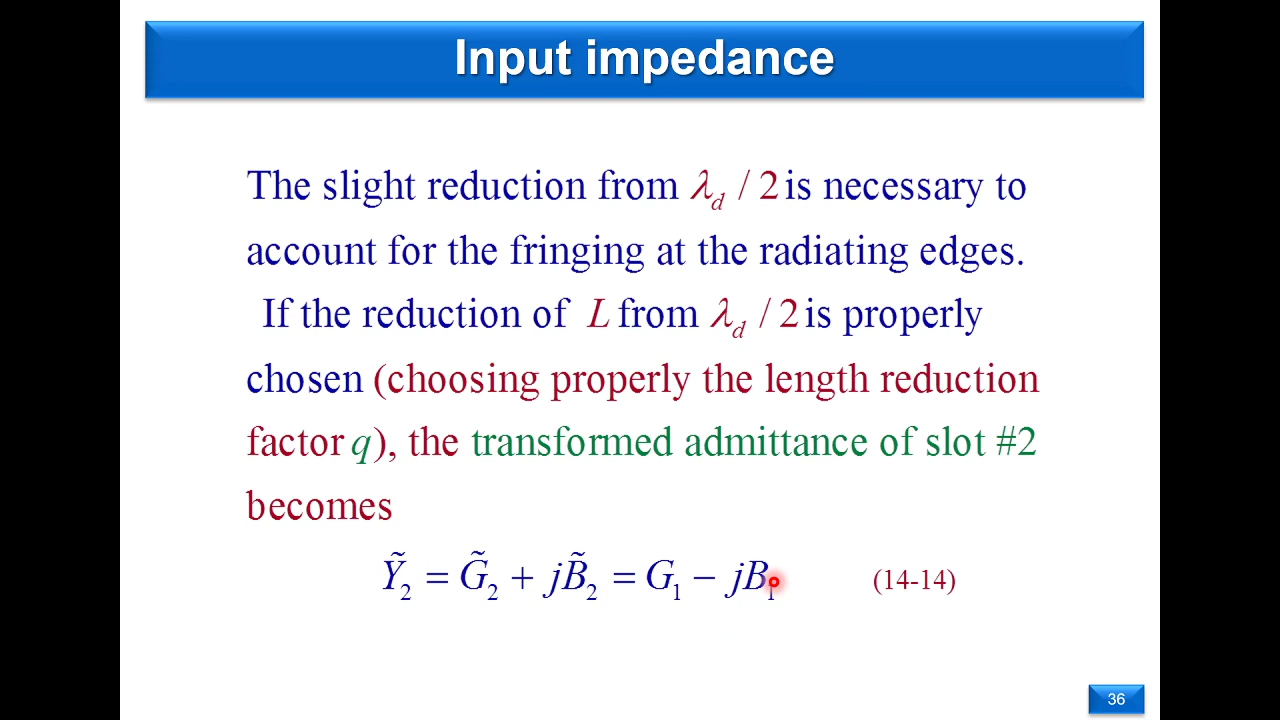 Input impedance
The slight reduction from λ_d / 2 is necessary to
account for the fringing at the radiating edges.
If the reduction of L from λ_d / 2 is properly
chosen (choosing properly the length reduction
factor q), the transformed admittance of slot #2
becomes
Ỹ₂ = G̃₂ + jB̃₂ = G₁ − jB₁ (14-14)
36